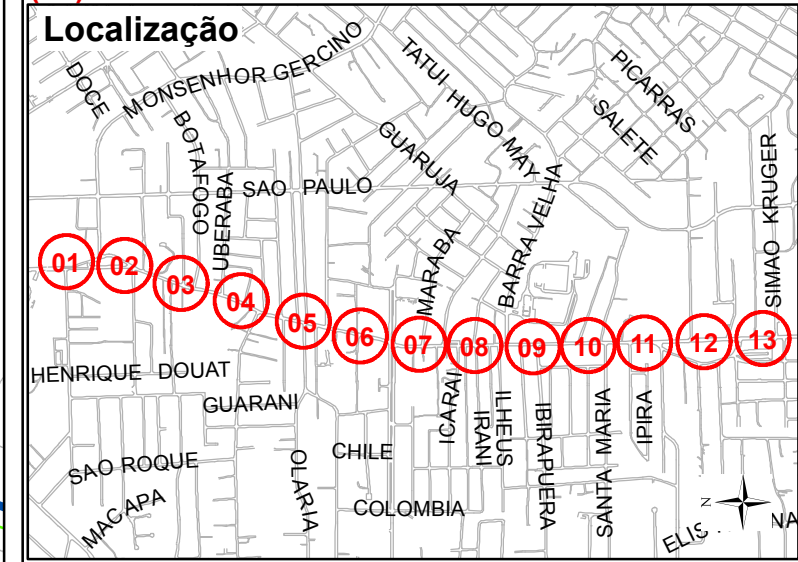 Localização
DOCE
MONSENHOR GERCINO
TATUI
HUGO MAY
PICARRAS
BOTAFOGO
GUARUJA
SALETE
UBERABA
SAO PAULO
SIMAO KRUGER
MARABA
BARRA VELHA
01
02
03
04
05
06
07
08
09
10
11
12
13
HENRIQUE DOUAT
GUARANI
ICARAI
IRANI
ILHEUS
IBIRAPUERA
SANTA MARIA
IPIRA
SAO ROQUE
CHILE
OLARIA
MACAPA
COLOMBIA
N
ELIS
NA